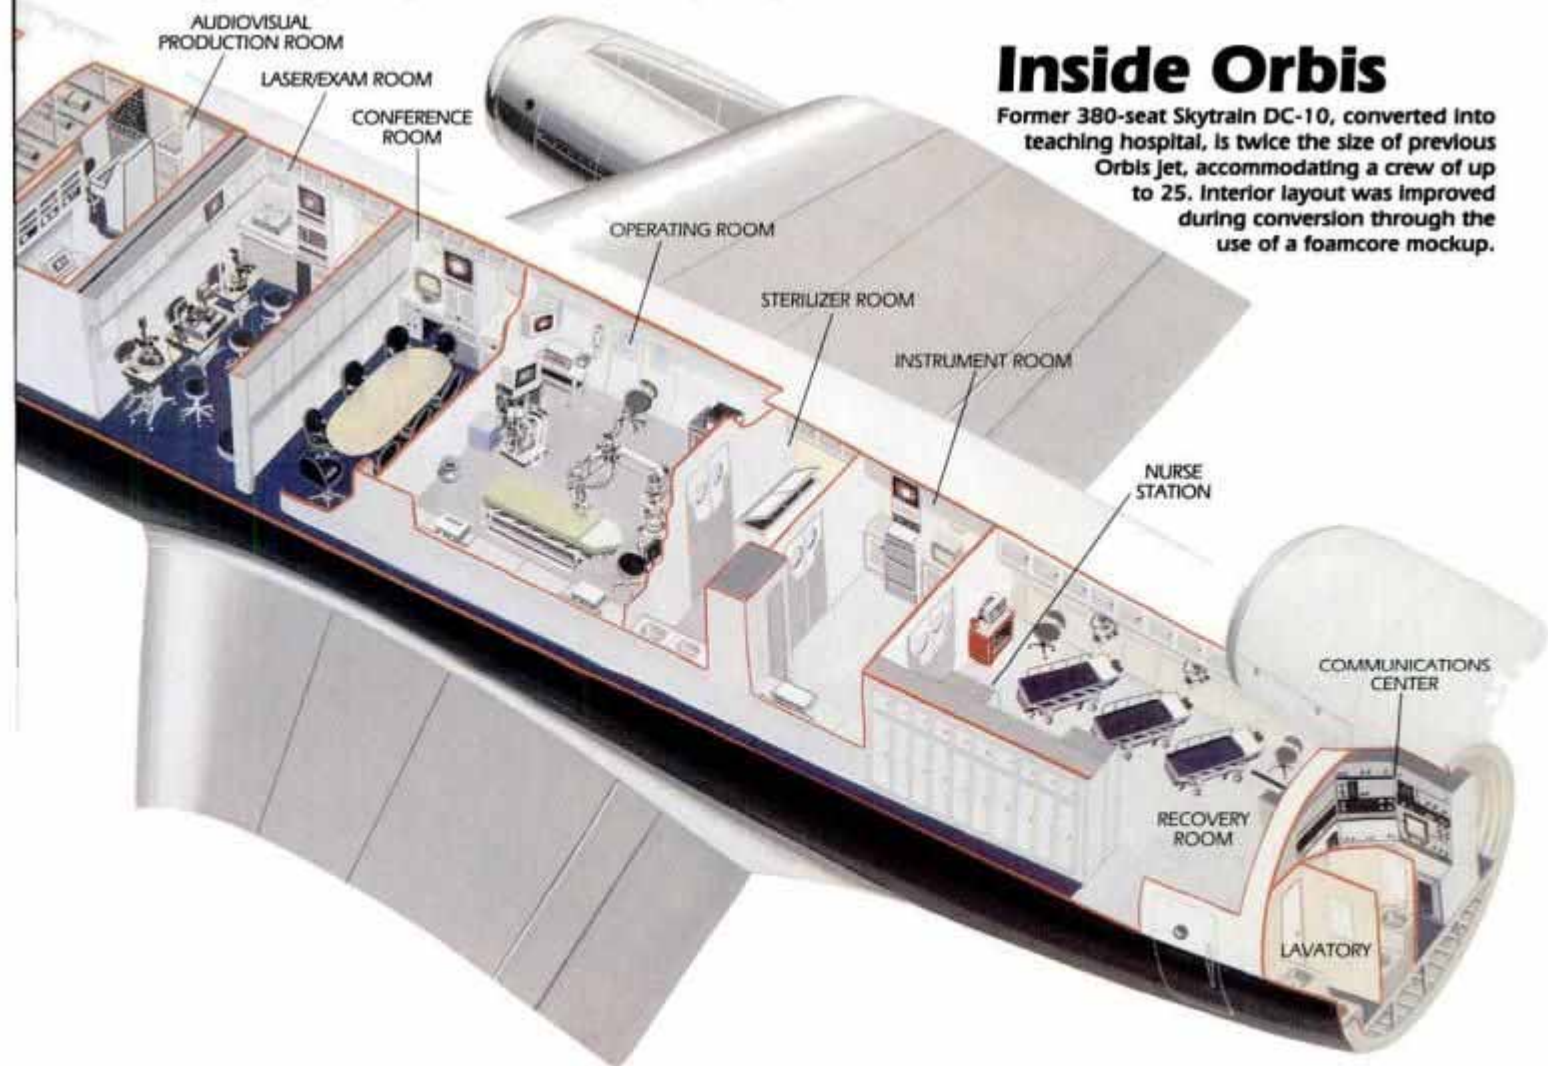 Inside Orbis
Former 380-seat Skytrain DC-10, converted into
teaching hospital, is twice the size of previous
Orbis jet, accommodating a crew of up
to 25. Interior layout was improved
during conversion through the
use of a foamcore mockup.
AUDIOVISUAL
PRODUCTION ROOM
LASER/EXAM ROOM
CONFERENCE
ROOM
OPERATING ROOM
STERILIZER ROOM
INSTRUMENT ROOM
NURSE
STATION
COMMUNICATIONS
CENTER
RECOVERY
ROOM
LAVATORY